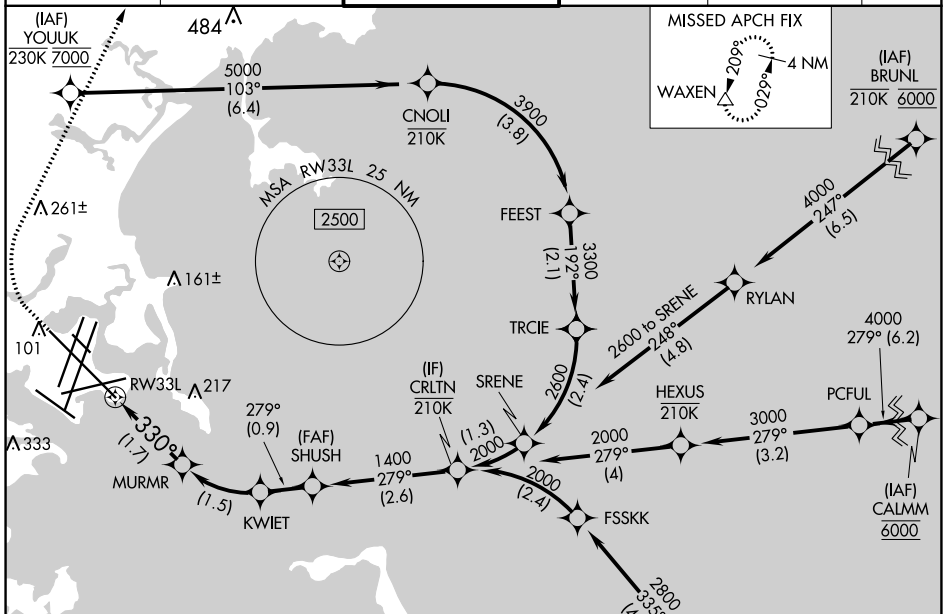 (IAF)
YOUUK
230K 7000
484
5000
103°
(6.4)
CNOLI
210K
3900
(3.8)
MISSED APCH FIX
209°
4 NM
029°
WAXEN
(IAF)
BRUNL
210K 6000
4000
247°
(6.5)
MSA RW33L 25 NM
2500
261±
161±
FEEST
3300
192°
(2.1)
RYLAN
2600 to SRENE
248°
(4.8)
TRCIE
2600
(2.4)
101
RW33L
217
333
330°
(1.7)
MURMR
(1.5)
KWIET
279°
(0.9)
(FAF)
SHUSH
1400
279°
(2.6)
(IF)
CRLTN
210K
SRENE
(1.3)
2000
HEXUS
210K
2000
279°
(4)
3000
279°
(3.2)
PCFUL
4000
279° (6.2)
(IAF)
CALMM
6000
2000
(2.4)
FSSKK
2800
335°